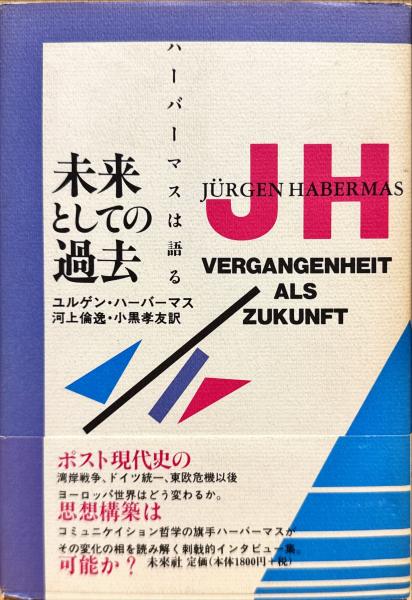 ハーバーマスは語る
未来
としての
過去
ユルゲン・ハーバーマス
河上倫逸・小黒孝友訳
JH
JÜRGEN HABERMAS
VERGANGENHEIT
ALS
ZUKUNFT
ポスト現代史の
湾岸戦争、ドイツ統一、東欧危機以後
ヨーロッパ世界はどう変わるか。
思想構築は
コミュニケイション哲学の旗手ハーバーマスが
その変化の相を読み解く刺戟的インタビュー集。
可能か?
未來社 定価(本体1800円+税)